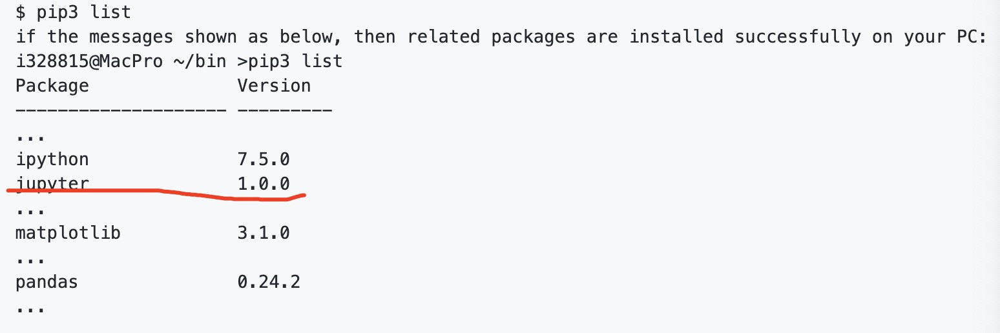 $ pip3 list
if the messages shown as below, then related packages are installed successfully on your PC:
i328815@MacPro ~/bin >pip3 list
Package              Version
-------------------- ---------
...
ipython              7.5.0
jupyter              1.0.0
...
matplotlib           3.1.0
...
pandas               0.24.2
...